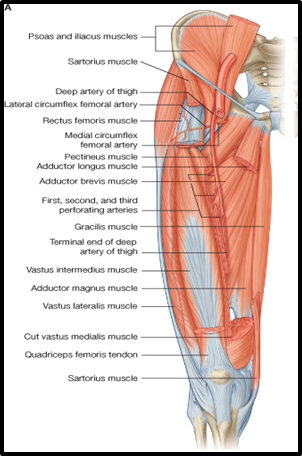 A
Psoas and iliacus muscles
Sartorius muscle
Deep artery of thigh
Lateral circumflex femoral artery
Rectus femoris muscle
Medial circumflex
femoral artery
Pectineus muscle
Adductor longus muscle
Adductor brevis muscle
First, second, and third
perforating arteries
Gracilis muscle
Terminal end of deep
artery of thigh
Vastus intermedius muscle
Adductor magnus muscle
Vastus lateralis muscle
Cut vastus medialis muscle
Quadriceps femoris tendon
Sartorius muscle